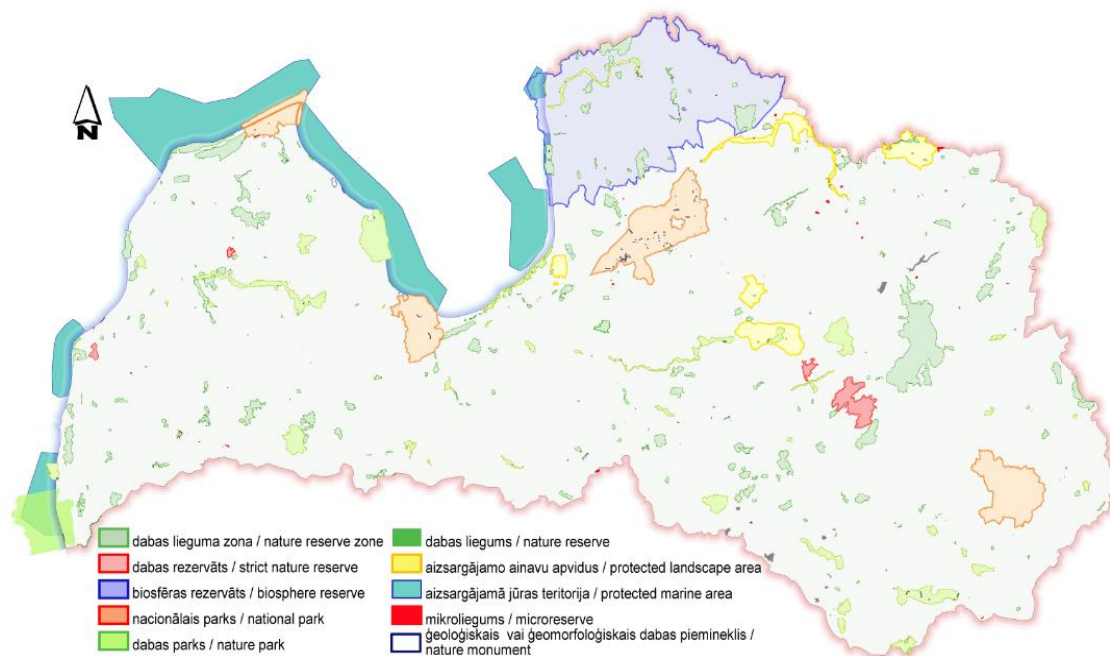 N
dabas lieguma zona / nature reserve zone
dabas rezervāts / strict nature reserve
biosfēras rezervāts / biosphere reserve
nacionālais parks / national park
dabas parks / nature park
dabas liegums / nature reserve
aizsargājamo ainavu apvidus / protected landscape area
aizsargājamā jūras teritorija / protected marine area
mikroliegums / microreserve
ģeoloģiskais vai ģeomorfoloģiskais dabas piemineklis /
nature monument